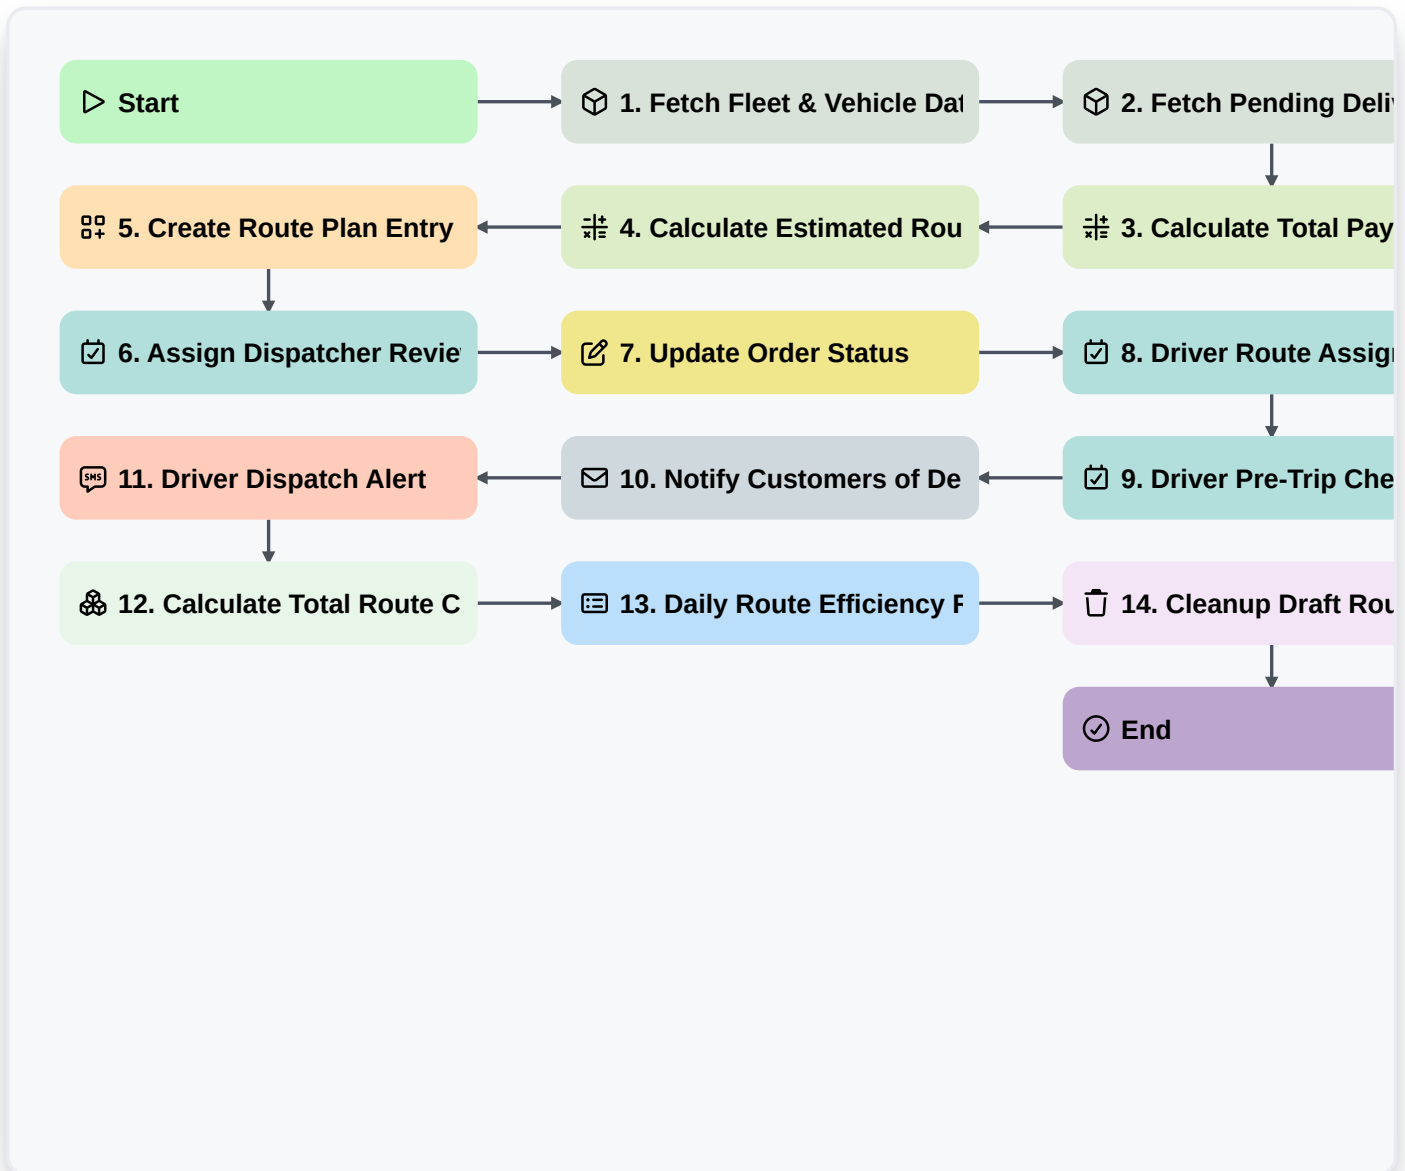 Start
1. Fetch Fleet & Vehicle Dat
2. Fetch Pending Deliv
5. Create Route Plan Entry
4. Calculate Estimated Rou
3. Calculate Total Pay
6. Assign Dispatcher Revie
7. Update Order Status
8. Driver Route Assign
11. Driver Dispatch Alert
10. Notify Customers of De
9. Driver Pre-Trip Che
12. Calculate Total Route C
13. Daily Route Efficiency
14. Cleanup Draft Rou
End
SMS